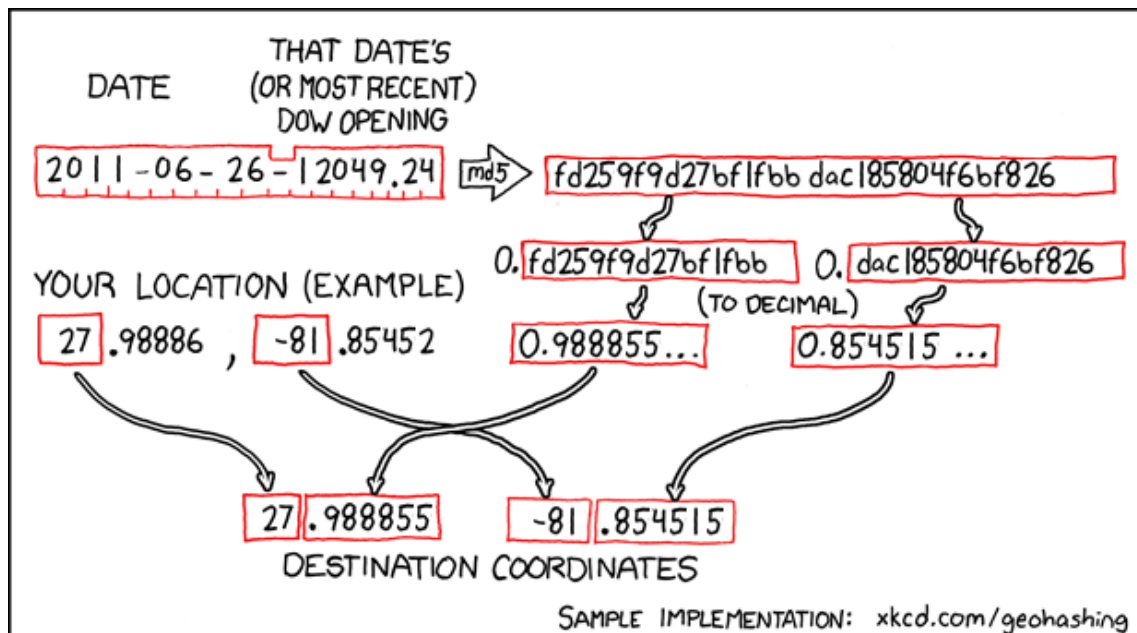 DATE
THAT DATE'S
(OR MOST RECENT)
DOW OPENING
2011-06-26-12049.24
md5
fd259f9d27bf1fbb dac185804f6bf826
0.fd259f9d27bf1fbb
0.dac185804f6bf826
YOUR LOCATION (EXAMPLE)
(TO DECIMAL)
27.98886, -81.85452
0.988855...
0.854515...
27.988855
-81.854515
DESTINATION COORDINATES
SAMPLE IMPLEMENTATION: xkcd.com/geohashing